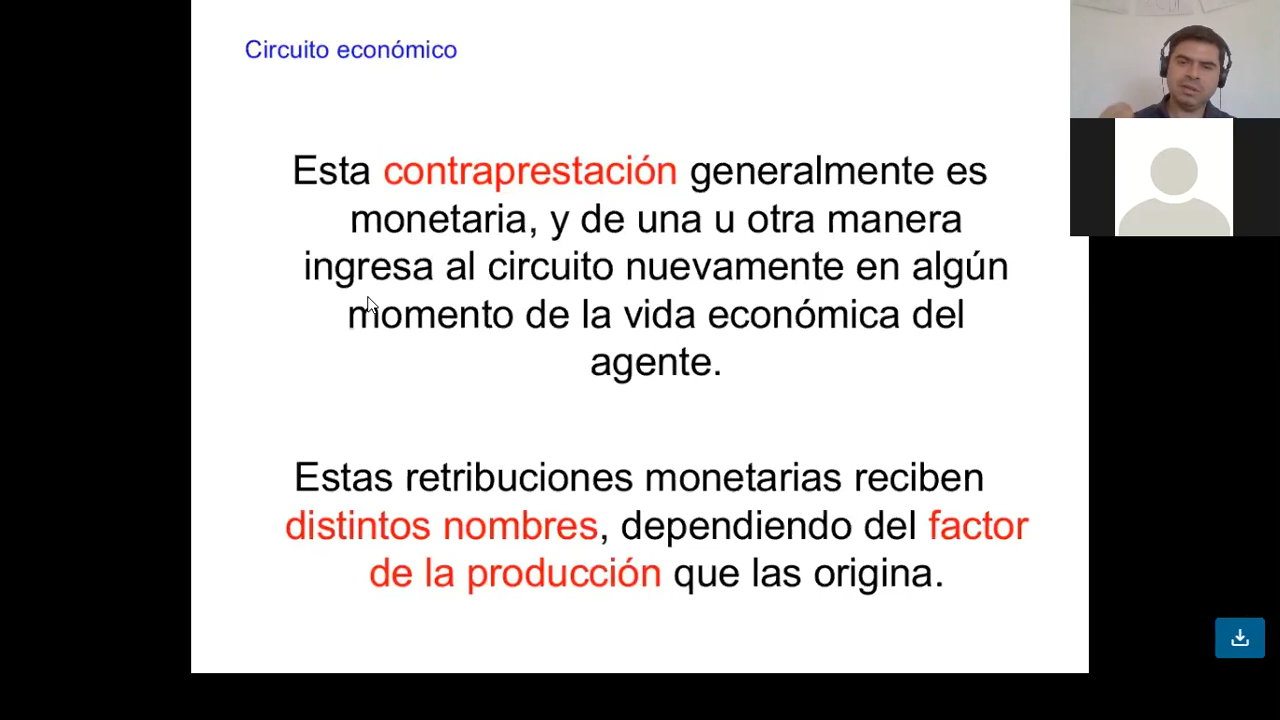 Circuito económico
Esta contraprestación generalmente es
monetaria, y de una u otra manera
ingresa al circuito nuevamente en algún
momento de la vida económica del
agente.
Estas retribuciones monetarias reciben
distintos nombres, dependiendo del factor
de la producción que las origina.